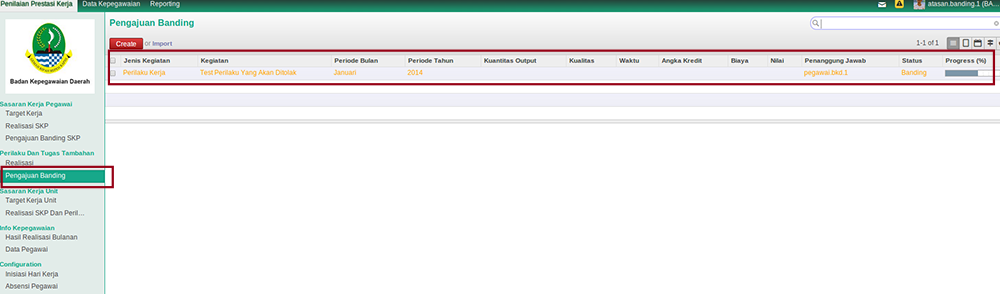 Penilaian Prestasi Kerja Data Kepegawaian Reporting atasan.banding.1 (BA...
Badan Kepegawaian Daerah
Sasaran Kerja Pegawai
Target Kerja
Realisasi SKP
Pengajuan Banding SKP
Perilaku Dan Tugas Tambahan
Realisasi
Pengajuan Banding
Sasaran Kerja Unit
Target Kerja Unit
Realisasi SKP Dan Peril...
Info Kepegawaian
Hasil Realisasi Bulanan
Data Pegawai
Configuration
Inisiasi Hari Kerja
Absensi Pegawai
Pengajuan Banding
Create or Import 1-1 of 1
Jenis Kegiatan Kegiatan Periode Bulan Periode Tahun Kuantitas Output Kualitas Waktu Angka Kredit Biaya Nilai Penanggung Jawab Status Progress (%)
Perilaku Kerja Test Perilaku Yang Akan Ditolak Januari 2014 pegawai.bkd.1 Banding